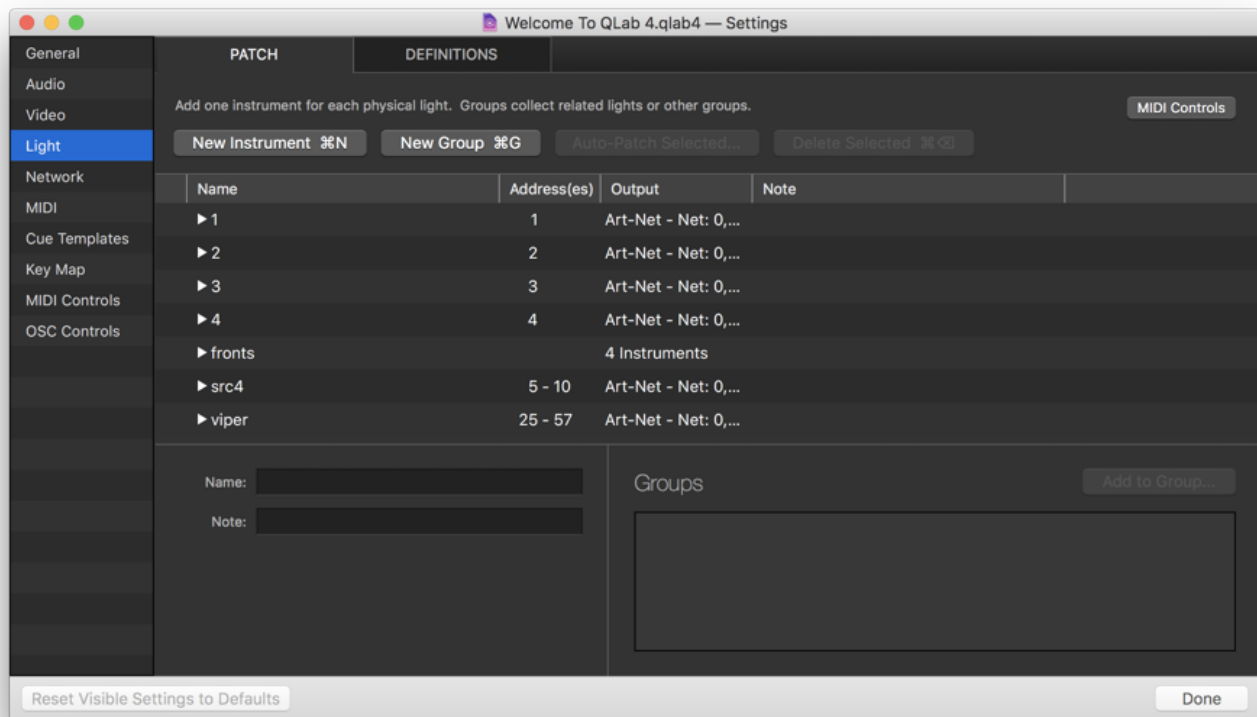 Welcome To QLab 4.qlab4 — Settings
General
Audio
Video
Light
Network
MIDI
Cue Templates
Key Map
MIDI Controls
OSC Controls
PATCH DEFINITIONS
Add one instrument for each physical light. Groups collect related lights or other groups.
MIDI Controls
New Instrument ⌘N New Group ⌘G Auto-Patch Selected... Delete Selected ⌘⌫
Name Address(es) Output Note
▶1 1 Art-Net - Net: 0,...
▶2 2 Art-Net - Net: 0,...
▶3 3 Art-Net - Net: 0,...
▶4 4 Art-Net - Net: 0,...
▶fronts 4 Instruments
▶src4 5 - 10 Art-Net - Net: 0,...
▶viper 25 - 57 Art-Net - Net: 0,...
Name:
Note:
Groups Add to Group...
Reset Visible Settings to Defaults Done